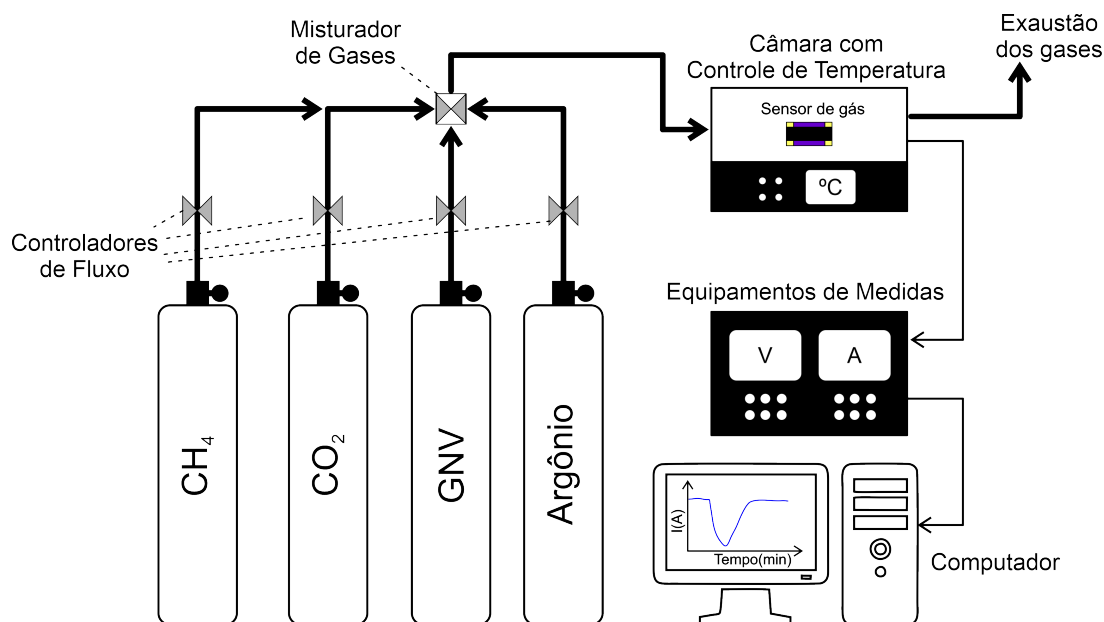 Misturador
de Gases
Câmara com
Controle de Temperatura
Exaustão
dos gases
Sensor de gás
ºC
Controladores
de Fluxo
Equipamentos de Medidas
V
A
CH₄
CO₂
GNV
Argônio
I(A)
Tempo(min)
Computador